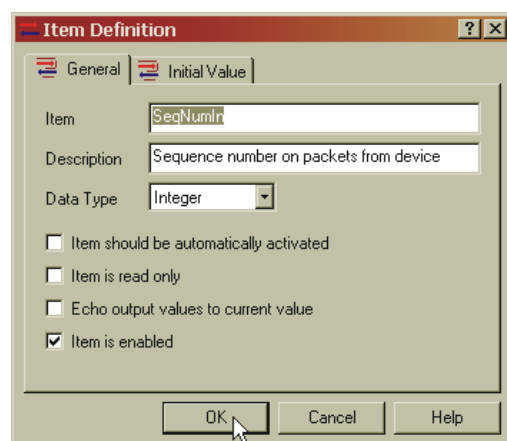 Item Definition
? X
General Initial Value
Item SeqNumIn
Description Sequence number on packets from device
Data Type Integer
Item should be automatically activated
Item is read only
Echo output values to current value
Item is enabled
OK Cancel Help